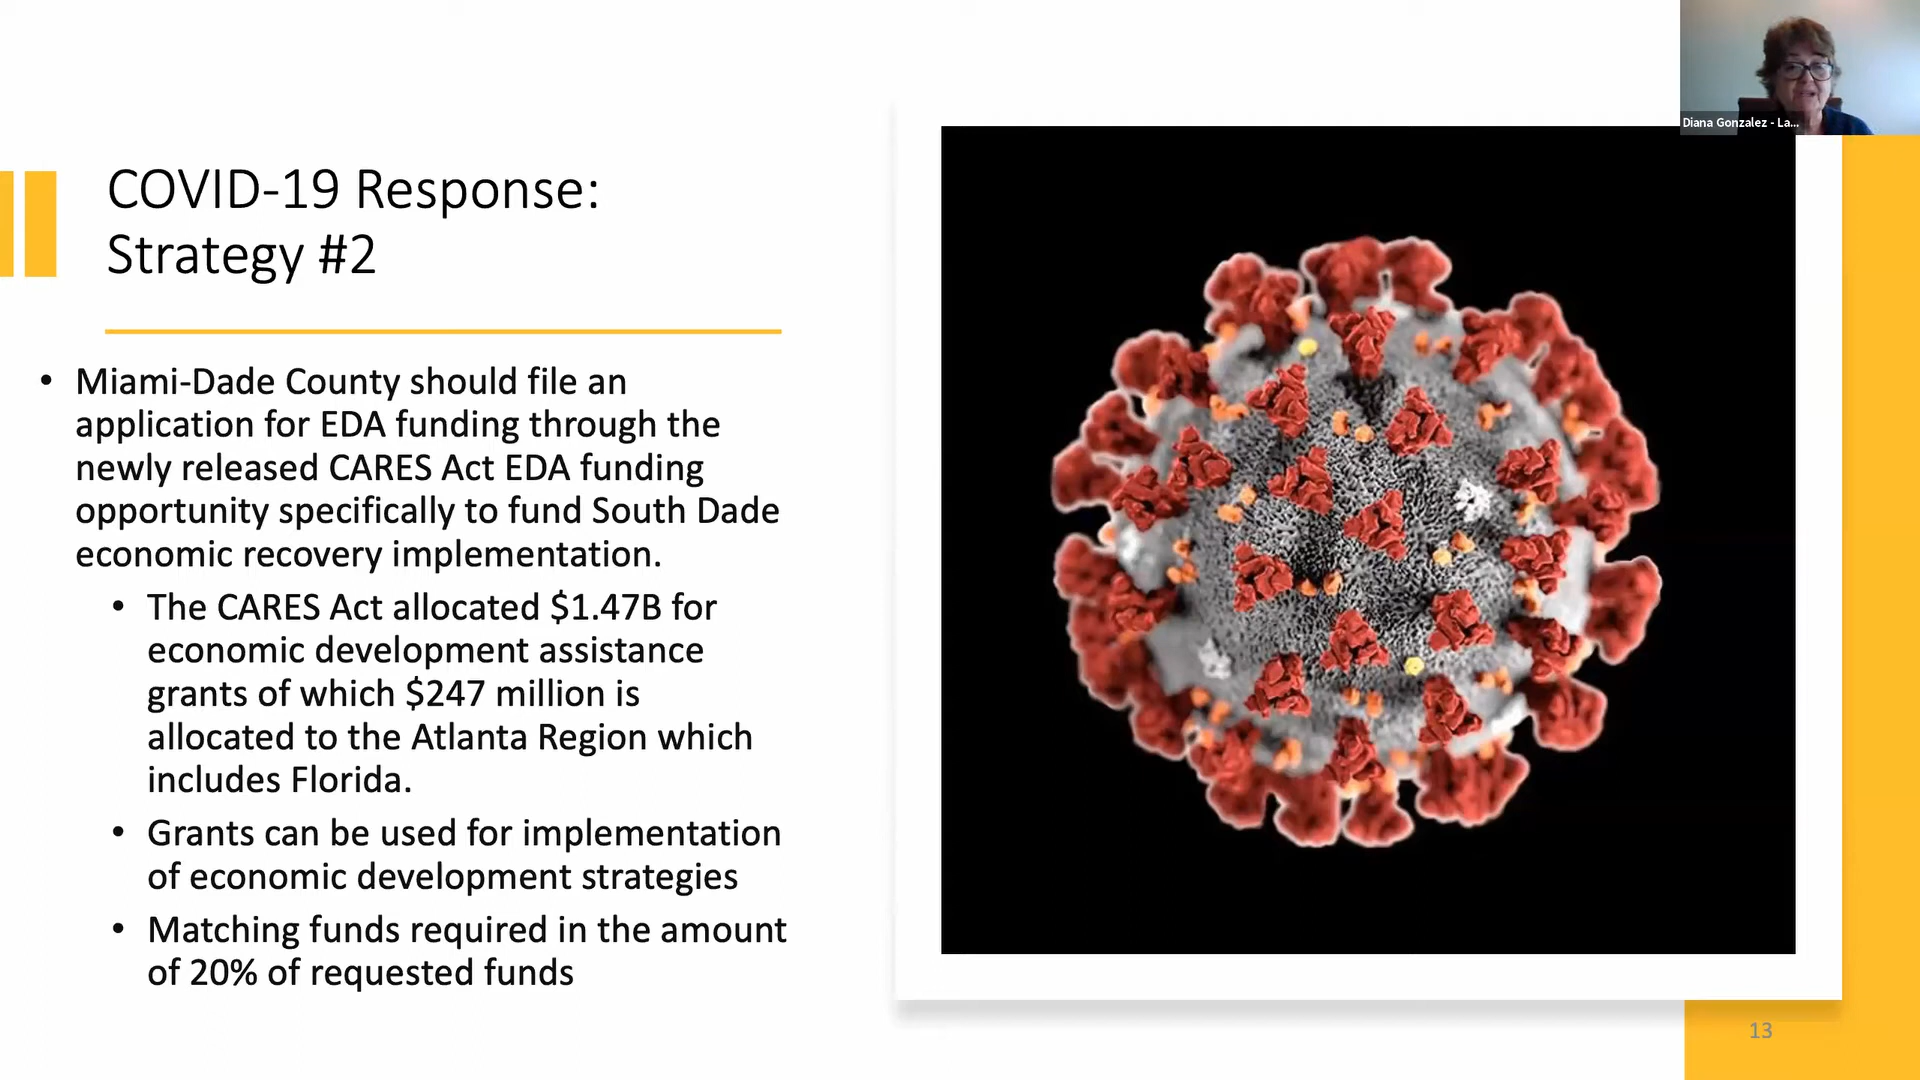 Diana Gonzalez - La...
COVID-19 Response:
Strategy #2
• Miami-Dade County should file an
application for EDA funding through the
newly released CARES Act EDA funding
opportunity specifically to fund South Dade
economic recovery implementation.
• The CARES Act allocated $1.47B for
economic development assistance
grants of which $247 million is
allocated to the Atlanta Region which
includes Florida.
• Grants can be used for implementation
of economic development strategies
• Matching funds required in the amount
of 20% of requested funds
13